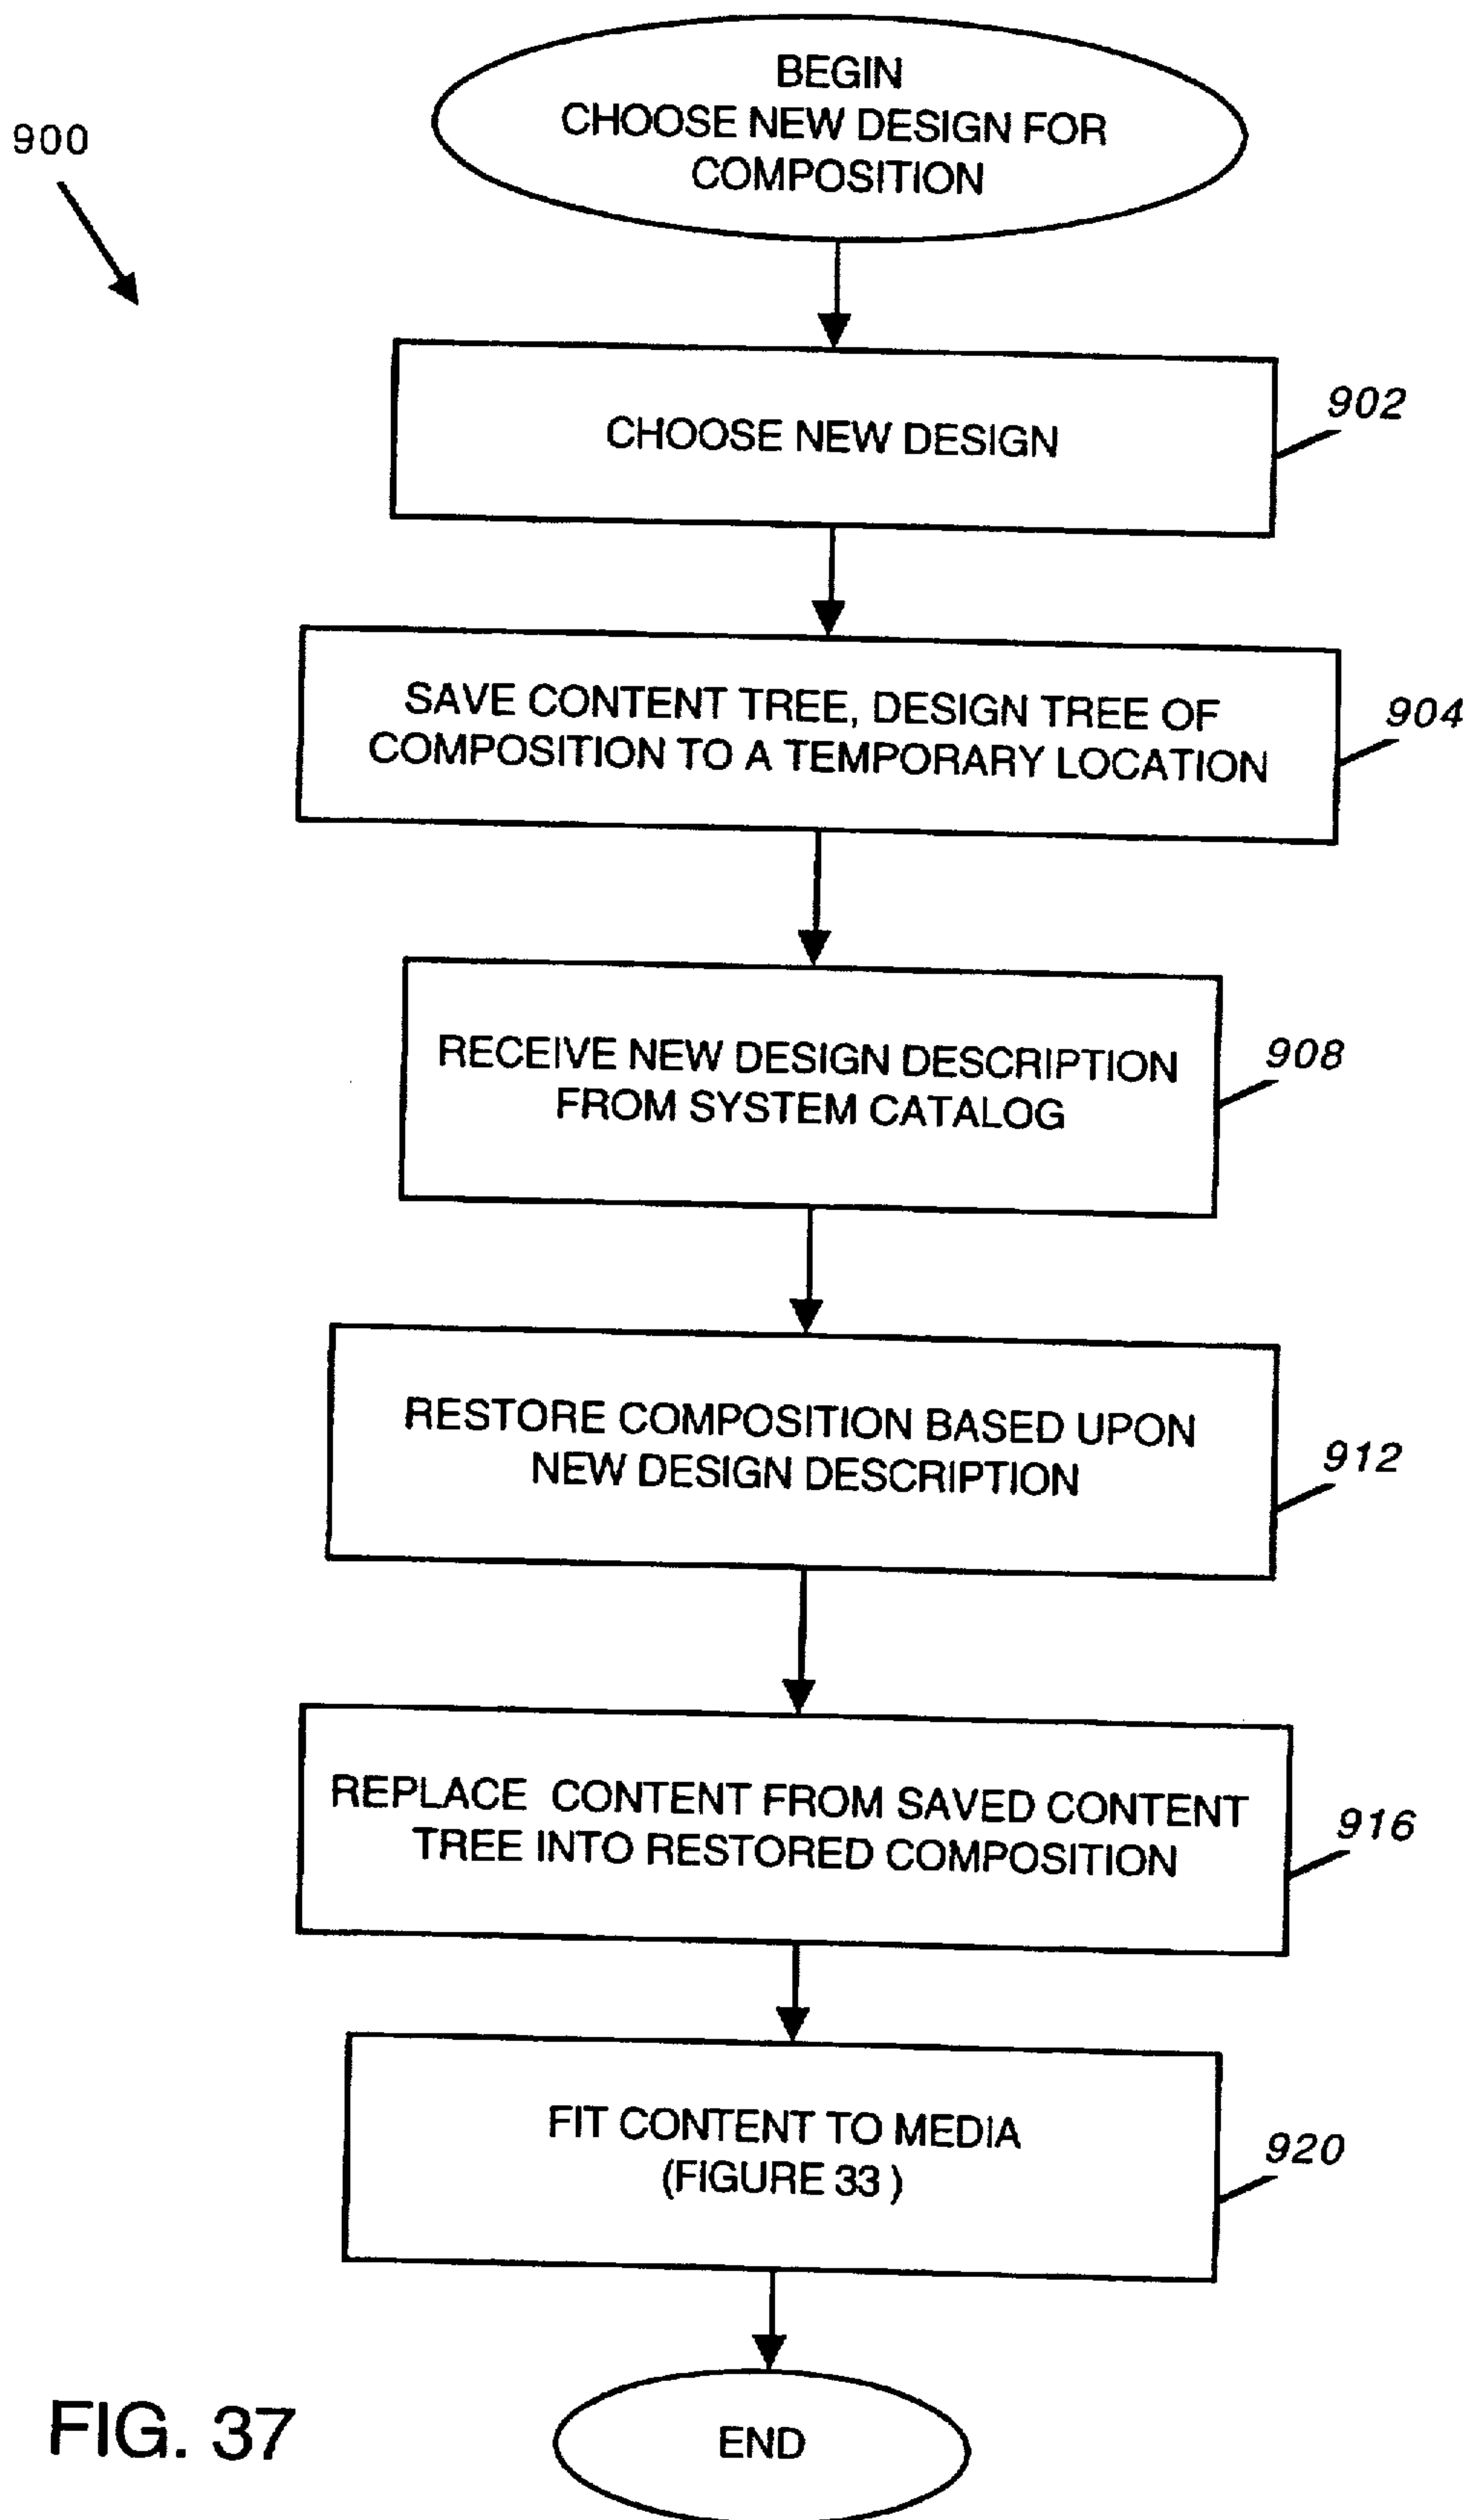 BEGIN
CHOOSE NEW DESIGN FOR
COMPOSITION
900
CHOOSE NEW DESIGN
902
SAVE CONTENT TREE, DESIGN TREE OF
COMPOSITION TO A TEMPORARY LOCATION
904
RECEIVE NEW DESIGN DESCRIPTION
FROM SYSTEM CATALOG
908
RESTORE COMPOSITION BASED UPON
NEW DESIGN DESCRIPTION
912
REPLACE CONTENT FROM SAVED CONTENT
TREE INTO RESTORED COMPOSITION
916
FIT CONTENT TO MEDIA
(FIGURE 33 )
920
END
FIG. 37